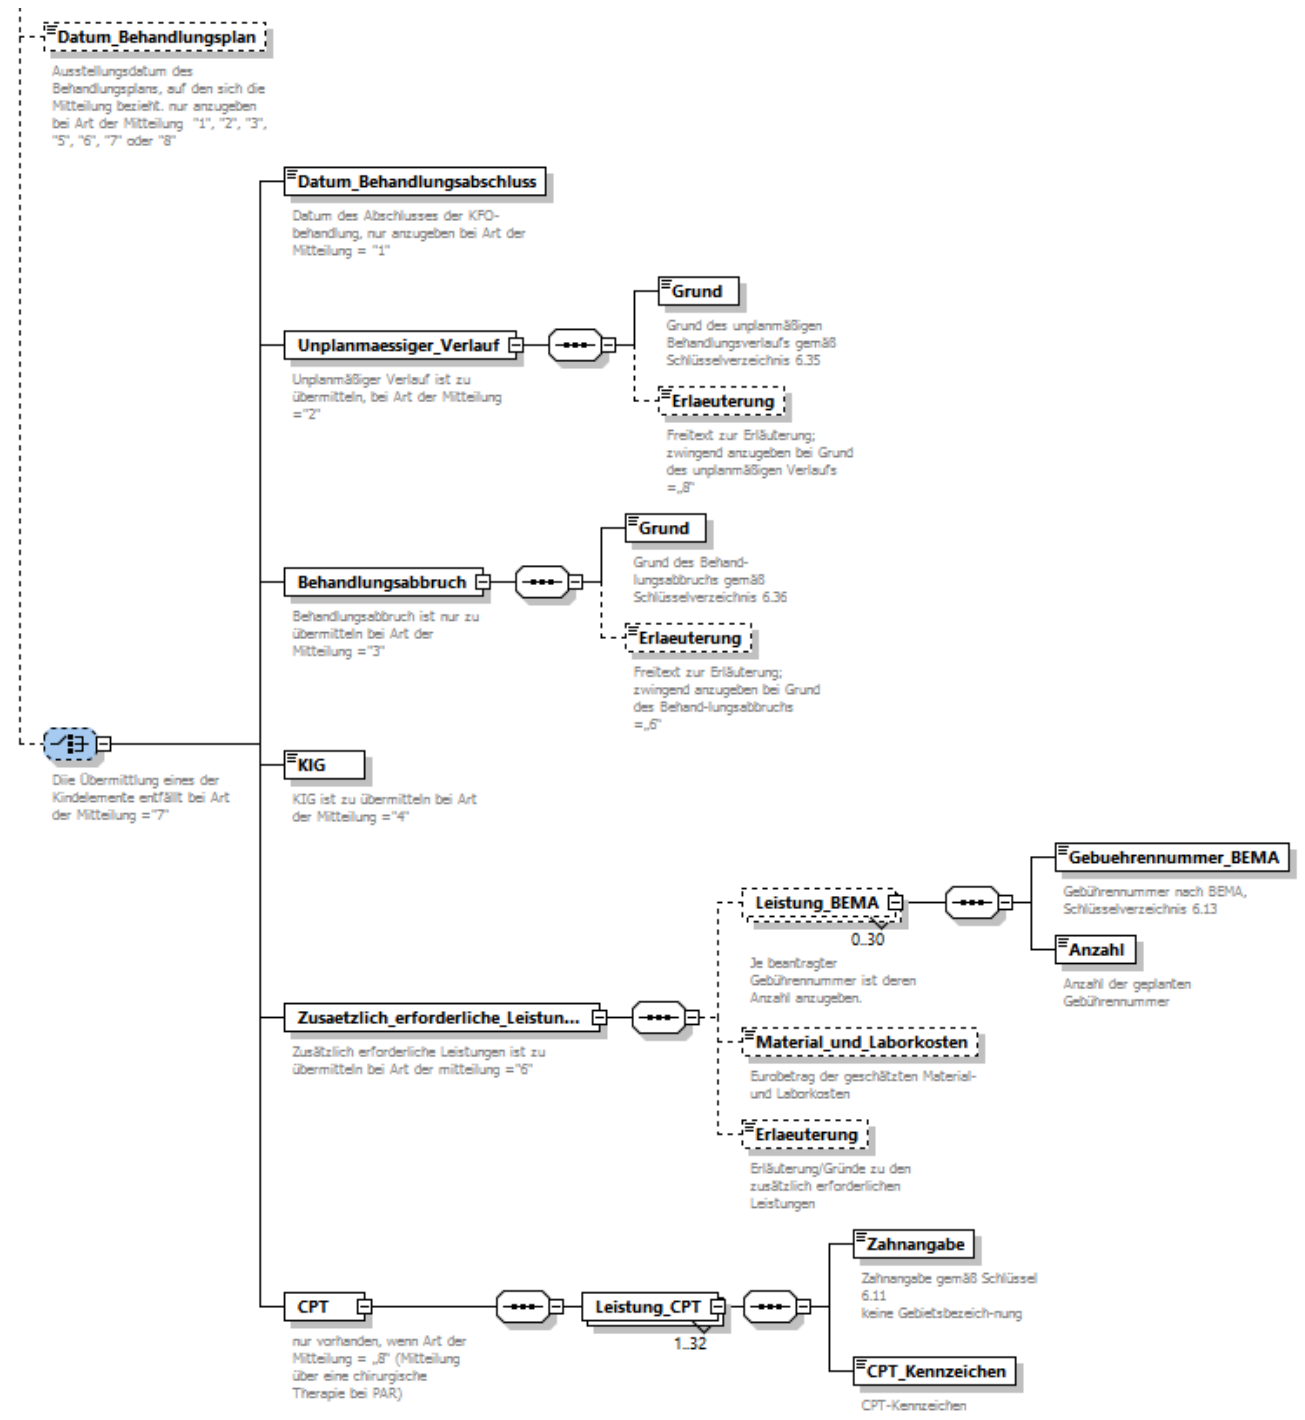 Datum_Behandlungsplan
Ausstellungsdatum des
Behandlungsplans, auf den sich die
Mitteilung bezieht. nur anzugeben
bei Art der Mitteilung "1", "2", "3",
"5", "6", "7" oder "8"
Datum_Behandlungsabschluss
Datum des Abschlusses der KFO-
behandlung, nur anzugeben bei Art der
Mitteilung = "1"
Grund
Grund des unplanmäßigen
Behandlungsverlaufs gemäß
Schlüsselverzeichnis 6.35
Unplanmaessiger_Verlauf
Unplanmäßiger Verlauf ist zu
übermitteln, bei Art der Mitteilung
="2"
Erlaeuterung
Freitext zur Erläuterung;
zwingend anzugeben bei Grund
des unplanmäßigen Verlaufs
=„8"
Grund
Grund des Behand-
lungsabbruchs gemäß
Schlüsselverzeichnis 6.36
Behandlungsabbruch
Behandlungsabbruch ist nur zu
übermitteln bei Art der
Mitteilung ="3"
Erlaeuterung
Freitext zur Erläuterung;
zwingend anzugeben bei Grund
des Behand-lungsabbruchs
=„6"
Diie Übermittlung eines der
Kindelemente entfällt bei Art
der Mitteilung ="7"
KIG
KIG ist zu übermitteln bei Art
der Mitteilung ="4"
Gebuehrennummer_BEMA
Gebührennummer nach BEMA,
Schlüsselverzeichnis 6.13
Leistung_BEMA
0..30
Je beantragter
Gebührennummer ist deren
Anzahl anzugeben.
Anzahl
Anzahl der geplanten
Gebührennummer
Zusaetzlich_erforderliche_Leistun...
Zusätzlich erforderliche Leistungen ist zu
übermitteln bei Art der mitteilung ="6"
Material_und_Laborkosten
Eurobetrag der geschätzten Material-
und Laborkosten
Erlaeuterung
Erläuterung/Gründe zu den
zusätzlich erforderlichen
Leistungen
Zahnangabe
Zahnangabe gemäß Schlüssel
6.11
keine Gebietsbezeich-nung
CPT
nur vorhanden, wenn Art der
Mitteilung = „8" (Mitteilung
über eine chirurgische
Therapie bei PAR)
Leistung_CPT
1..32
CPT_Kennzeichen
CPT-Kennzeichen